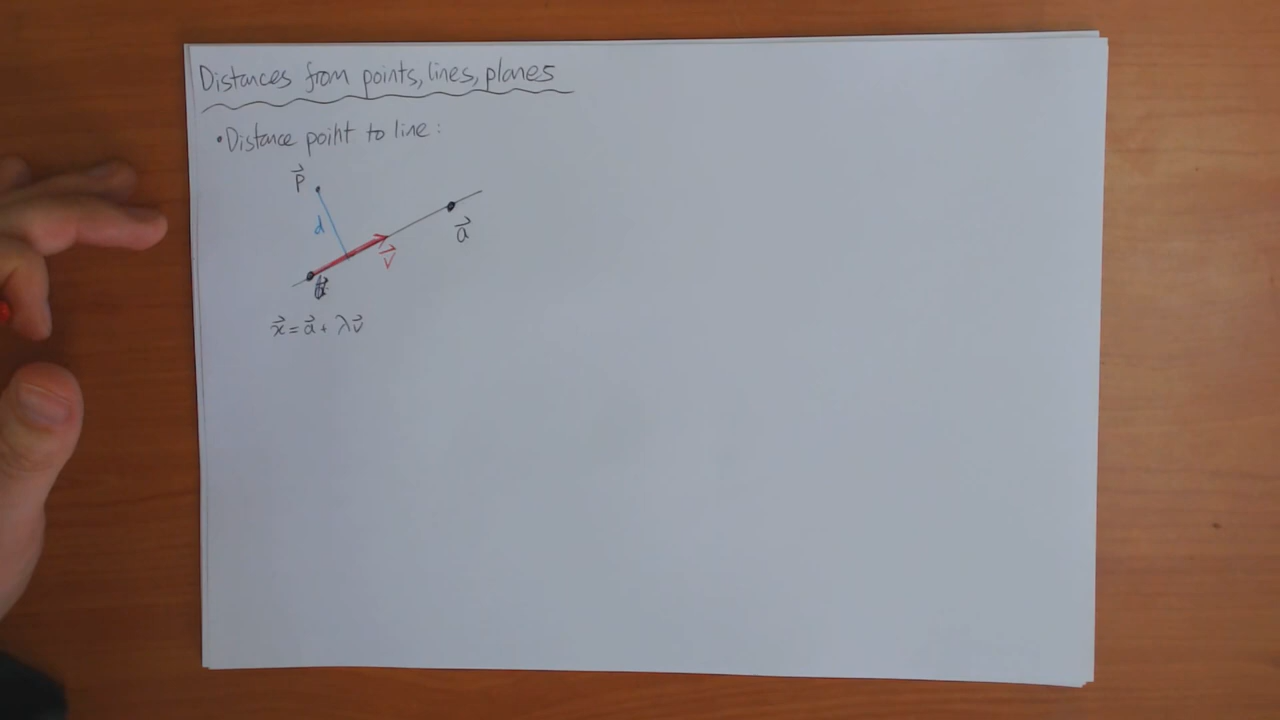 Distances from points, lines, planes
• Distance point to line:
p⃗
d
a⃗
v⃗
x⃗ = a⃗ + λv⃗